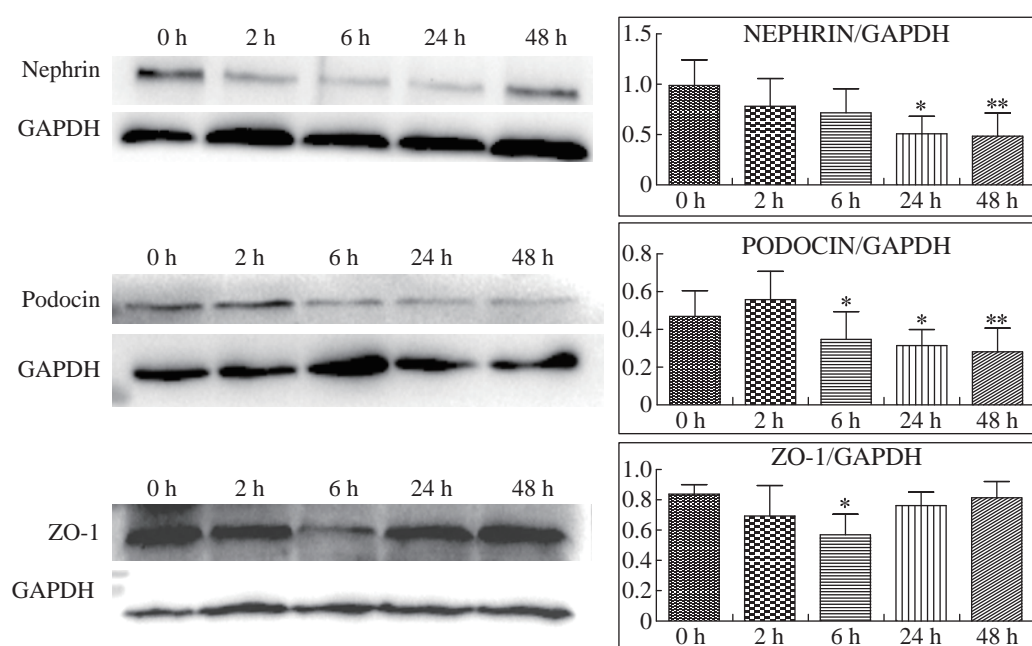 0 h 2 h 6 h 24 h 48 h
Nephrin
GAPDH
NEPHRIN/GAPDH
1.5
1.0
0.5
0
* **
0 h 2 h 6 h 24 h 48 h
0 h 2 h 6 h 24 h 48 h
Podocin
GAPDH
PODOCIN/GAPDH
0.8
0.6
0.4
0.2
0
* * **
0 h 2 h 6 h 24 h 48 h
0 h 2 h 6 h 24 h 48 h
ZO-1
GAPDH
ZO-1/GAPDH
1.0
0.8
0.6
0.4
0.2
0
*
0 h 2 h 6 h 24 h 48 h